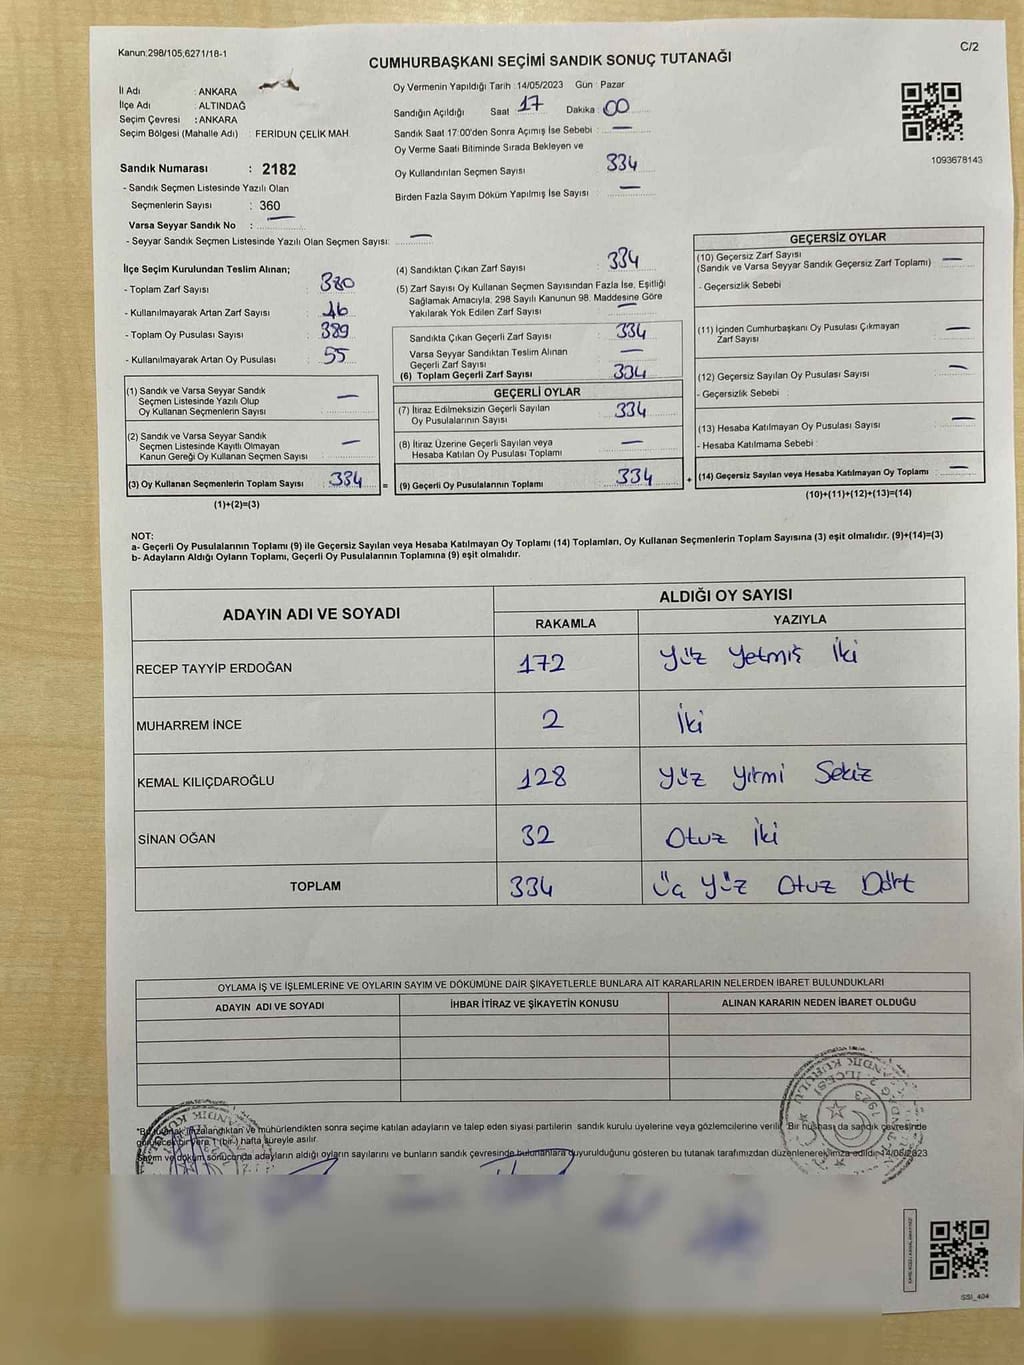 Kanun:298/105,6271/18-1
C/2
CUMHURBAŞKANI SEÇİMİ SANDIK SONUÇ TUTANAĞI
İl Adı : ANKARA
İlçe Adı : ALTINDAĞ
Seçim Çevresi : ANKARA
Seçim Bölgesi (Mahalle Adı) : FERİDUN ÇELİK MAH.
Oy Vermenin Yapıldığı Tarih :14/05/2023 Gün : Pazar
Sandığın Açıldığı Saat : 17 Dakika : 00
Sandık Saat 17:00'den Sonra Açımış İse Sebebi : —
Oy Verme Saati Bitiminde Sırada Bekleyen ve
Oy Kullandırılan Seçmen Sayısı 334
Birden Fazla Sayım Döküm Yapılmış İse Sayısı —
1093678143
Sandık Numarası : 2182
- Sandık Seçmen Listesinde Yazılı Olan
Seçmenlerin Sayısı : 360
Varsa Seyyar Sandık No : —
- Seyyar Sandık Seçmen Listesinde Yazılı Olan Seçmen Sayısı: —
İlçe Seçim Kurulundan Teslim Alınan;
- Toplam Zarf Sayısı 380
- Kullanılmayarak Artan Zarf Sayısı 46
- Toplam Oy Pusulası Sayısı 389
- Kullanılmayarak Artan Oy Pusulası 55
(1) Sandık ve Varsa Seyyar Sandık
Seçmen Listesinde Yazılı Olup
Oy Kullanan Seçmenlerin Sayısı —
(2) Sandık ve Varsa Seyyar Sandık
Seçmen Listesinde Kayıtlı Olmayan
Kanun Gereği Oy Kullanan Seçmen Sayısı —
(3) Oy Kullanan Seçmenlerin Toplam Sayısı 334 =
(1)+(2)=(3)
(4) Sandıktan Çıkan Zarf Sayısı 334
(5) Zarf Sayısı Oy Kullanan Seçmen Sayısından Fazla İse, Eşitliği
Sağlamak Amacıyla, 298 Sayılı Kanunun 98. Maddesine Göre
Yakılarak Yok Edilen Zarf Sayısı —
Sandıkta Çıkan Geçerli Zarf Sayısı 334
Varsa Seyyar Sandıktan Teslim Alınan
Geçerli Zarf Sayısı —
(6) Toplam Geçerli Zarf Sayısı 334
GEÇERLİ OYLAR
(7) İtiraz Edilmeksizin Geçerli Sayılan
Oy Pusulalarının Sayısı 334
(8) İtiraz Üzerine Geçerli Sayılan veya
Hesaba Katılan Oy Pusulası Toplamı —
(9) Geçerli Oy Pusulalarının Toplamı 334 +
GEÇERSİZ OYLAR
(10) Geçersiz Zarf Sayısı
(Sandık ve Varsa Seyyar Sandık Geçersiz Zarf Toplamı) —
- Geçersizlik Sebebi :
(11) İçinden Cumhurbaşkanı Oy Pusulası Çıkmayan
Zarf Sayısı —
(12) Geçersiz Sayılan Oy Pusulası Sayısı —
- Geçersizlik Sebebi :
(13) Hesaba Katılmayan Oy Pusulası Sayısı —
- Hesaba Katılmama Sebebi :
(14) Geçersiz Sayılan veya Hesaba Katılmayan Oy Toplamı —
(10)+(11)+(12)+(13)=(14)
NOT:
a- Geçerli Oy Pusulalarının Toplamı (9) ile Geçersiz Sayılan veya Hesaba Katılmayan Oy Toplamı (14) Toplamları, Oy Kullanan Seçmenlerin Toplam Sayısına (3) eşit olmalıdır. (9)+(14)=(3)
b- Adayların Aldığı Oyların Toplamı, Geçerli Oy Pusulalarının Toplamına (9) eşit olmalıdır.
ADAYIN ADI VE SOYADI
ALDIĞI OY SAYISI
RAKAMLA YAZIYLA
RECEP TAYYİP ERDOĞAN 172 Yüz Yetmiş İki
MUHARREM İNCE 2 İki
KEMAL KILIÇDAROĞLU 128 Yüz Yirmi Sekiz
SİNAN OĞAN 32 Otuz İki
TOPLAM 334 Üç Yüz Otuz Dört
OYLAMA İŞ VE İŞLEMLERİNE VE OYLARIN SAYIM VE DÖKÜMÜNE DAİR ŞİKAYETLERLE BUNLARA AİT KARARLARIN NELERDEN İBARET BULUNDUKLARI
ADAYIN ADI VE SOYADI İHBAR İTİRAZ VE ŞİKAYETİN KONUSU ALINAN KARARIN NEDEN İBARET OLDUĞU
imzalandıktan ve mühürlendikten sonra seçime katılan adayların ve talep eden siyasi partilerin sandık kurulu üyelerine veya gözlemcilerine verilir. Bir nüshası da sandık çevresinde
bir yere 1 (bir) hafta süreyle asılır.
Sayım ve döküm sonucunda adayların aldığı oyların sayılarını ve bunların sandık çevresinde bulunanlara duyurulduğunu gösteren bu tutanak tarafımızdan düzenlenerek imza edildi. 14/05/2023
SANDIK KURULU
İLÇESİ
1923
GSI_404